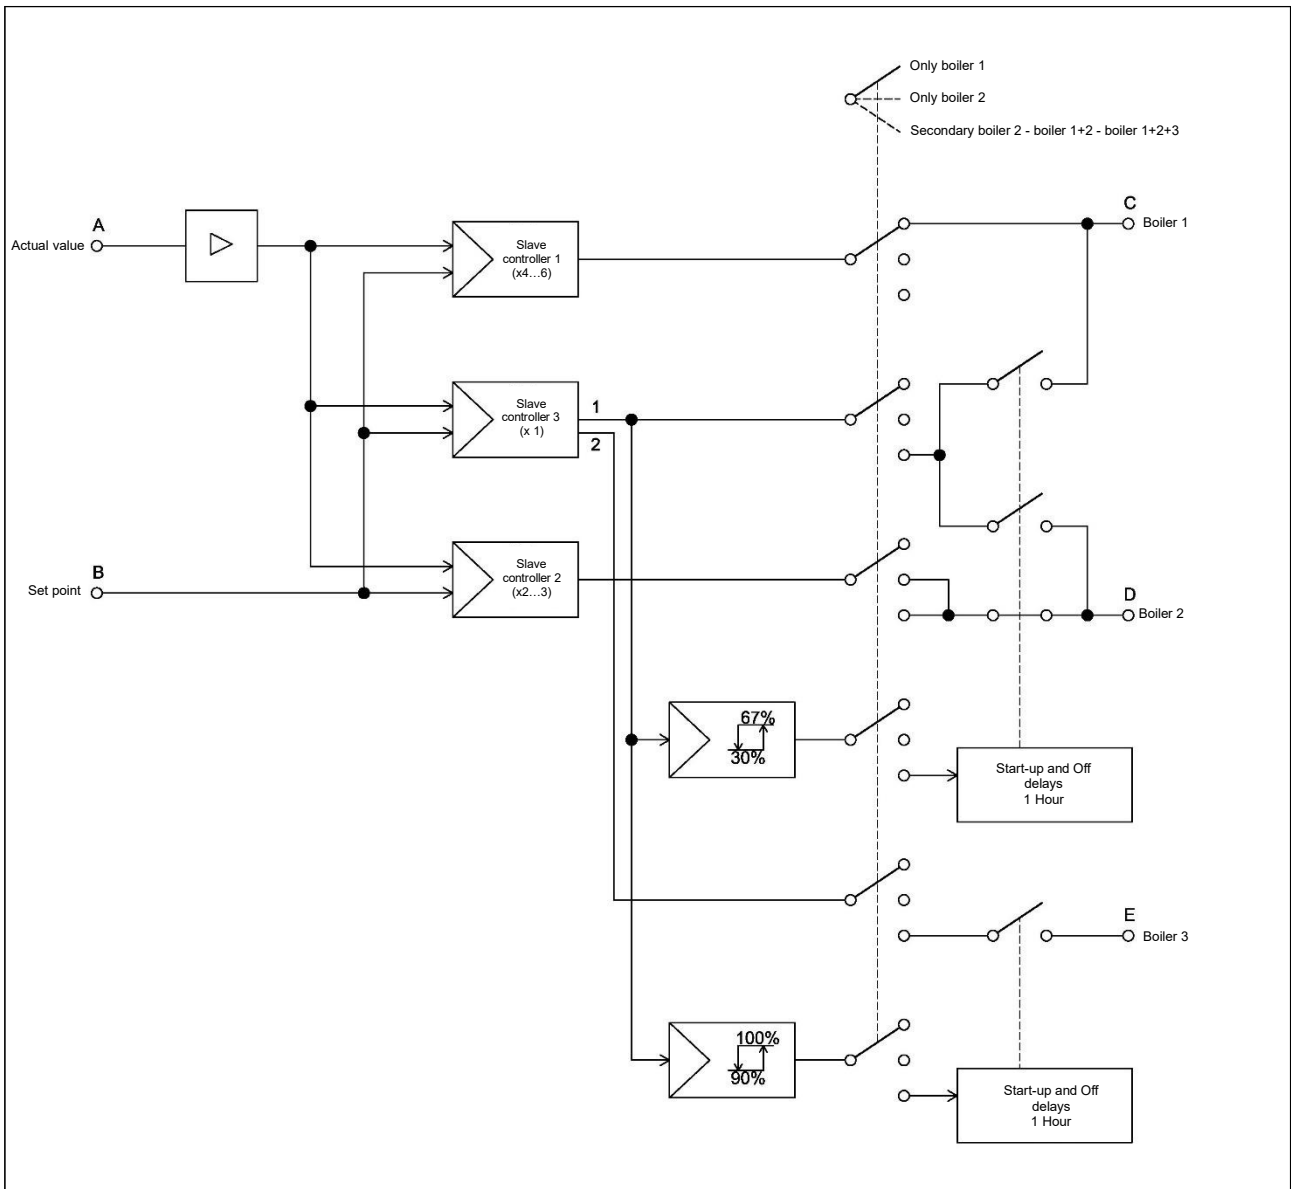 Only boiler 1
Only boiler 2
Secondary boiler 2 - boiler 1+2 - boiler 1+2+3
A
Actual value
C
Boiler 1
Slave
controller 1
(x4…6)
Slave
controller 3
(x 1)
1
2
B
Set point
Slave
controller 2
(x2…3)
D
Boiler 2
67%
30%
Start-up and Off
delays
1 Hour
E
Boiler 3
100%
90%
Start-up and Off
delays
1 Hour